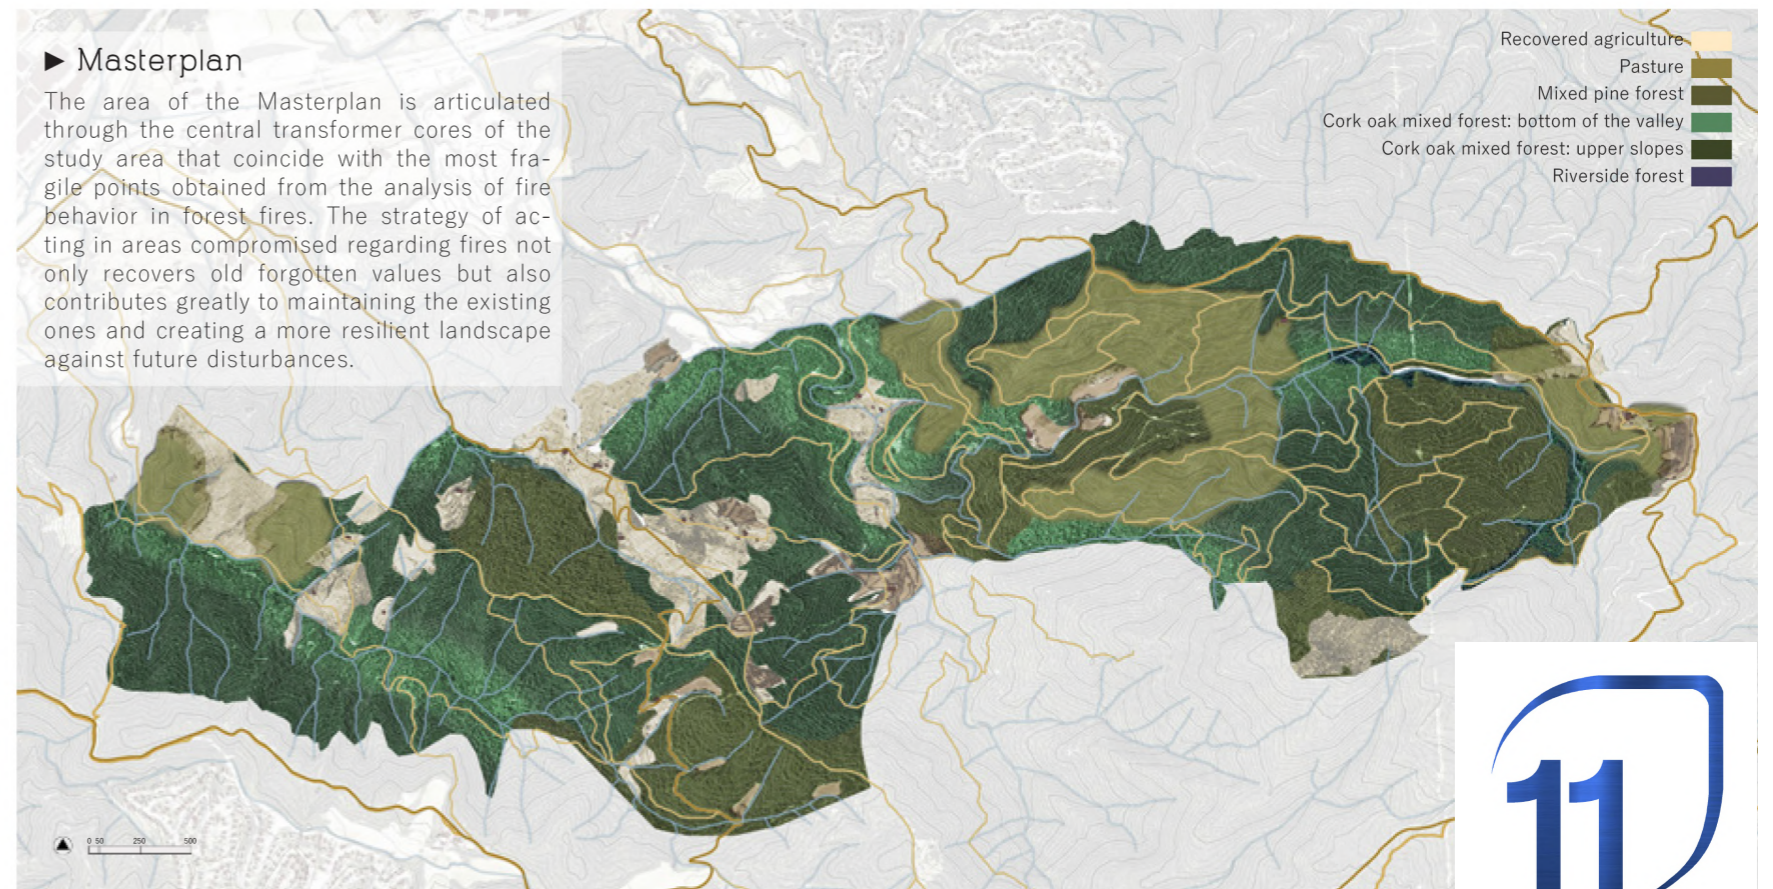 ► Masterplan
The area of the Masterplan is articulated
through the central transformer cores of the
study area that coincide with the most fra-
gile points obtained from the analysis of fire
behavior in forest fires. The strategy of ac-
ting in areas compromised regarding fires not
only recovers old forgotten values but also
contributes greatly to maintaining the existing
ones and creating a more resilient landscape
against future disturbances.
Recovered agriculture
Pasture
Mixed pine forest
Cork oak mixed forest: bottom of the valley
Cork oak mixed forest: upper slopes
Riverside forest
0 50 250 500
11